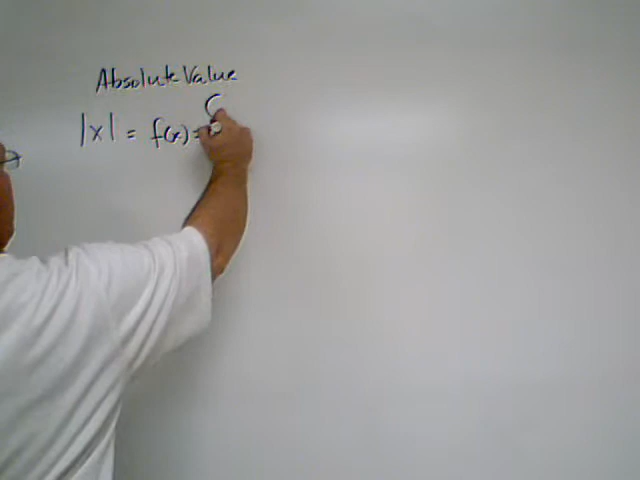 Absolute Value
|x| = f(x) = {